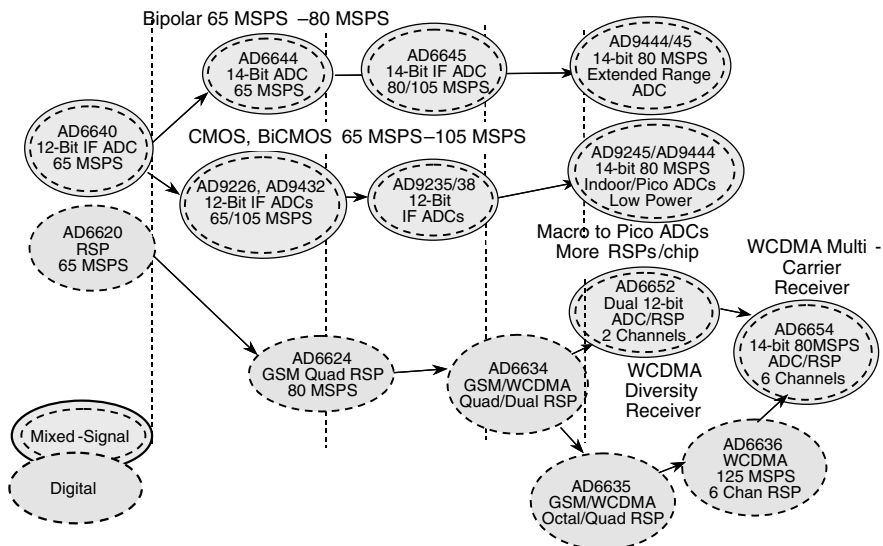 Bipolar 65 MSPS –80 MSPS
AD6644
14-Bit ADC
65 MSPS
AD6645
14-Bit IF ADC
80/105 MSPS
AD9444/45
14-bit 80 MSPS
Extended Range
ADC
AD6640
12-Bit IF ADC
65 MSPS
CMOS, BiCMOS 65 MSPS–105 MSPS
AD9226, AD9432
12-Bit IF ADCs
65/105 MSPS
AD9235/38
12-Bit
IF ADCs
AD9245/AD9444
14-bit 80 MSPS
Indoor/Pico ADCs
Low Power
AD6620
RSP
65 MSPS
Macro to Pico ADCs
More RSPs/chip
WCDMA Multi -
Carrier
Receiver
AD6652
Dual 12-bit
ADC/RSP
2 Channels
AD6654
14-bit 80MSPS
ADC/RSP
6 Channels
AD6624
GSM Quad RSP
80 MSPS
AD6634
GSM/WCDMA
Quad/Dual RSP
WCDMA
Diversity
Receiver
Mixed -Signal
Digital
AD6635
GSM/WCDMA
Octal/Quad RSP
AD6636
WCDMA
125 MSPS
6 Chan RSP